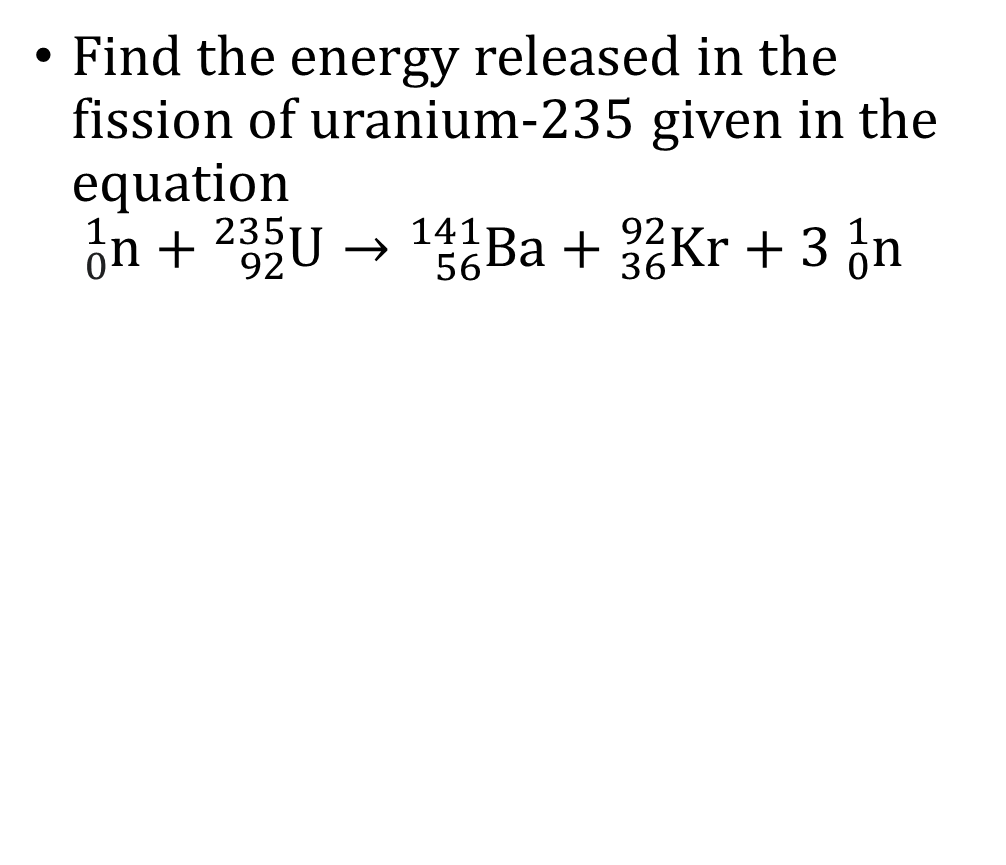 • Find the energy released in the
fission of uranium-235 given in the
equation
¹₀n + ²³⁵₉₂U → ¹⁴¹₅₆Ba + ⁹²₃₆Kr + 3 ¹₀n